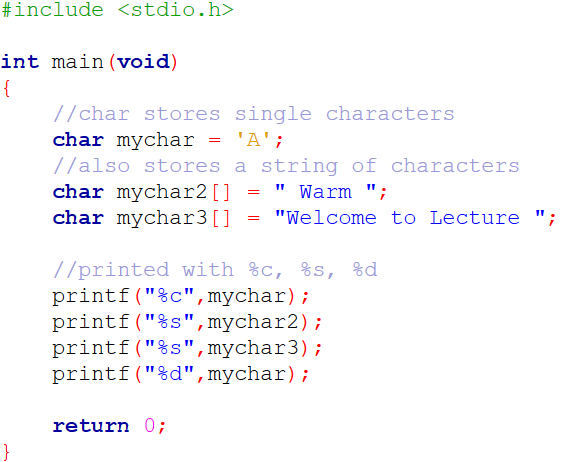 #include <stdio.h>

int main(void)
{
    //char stores single characters
    char mychar = 'A';
    //also stores a string of characters
    char mychar2[] = " Warm ";
    char mychar3[] = "Welcome to Lecture ";

    //printed with %c, %s, %d
    printf("%c",mychar);
    printf("%s",mychar2);
    printf("%s",mychar3);
    printf("%d",mychar);

    return 0;
}